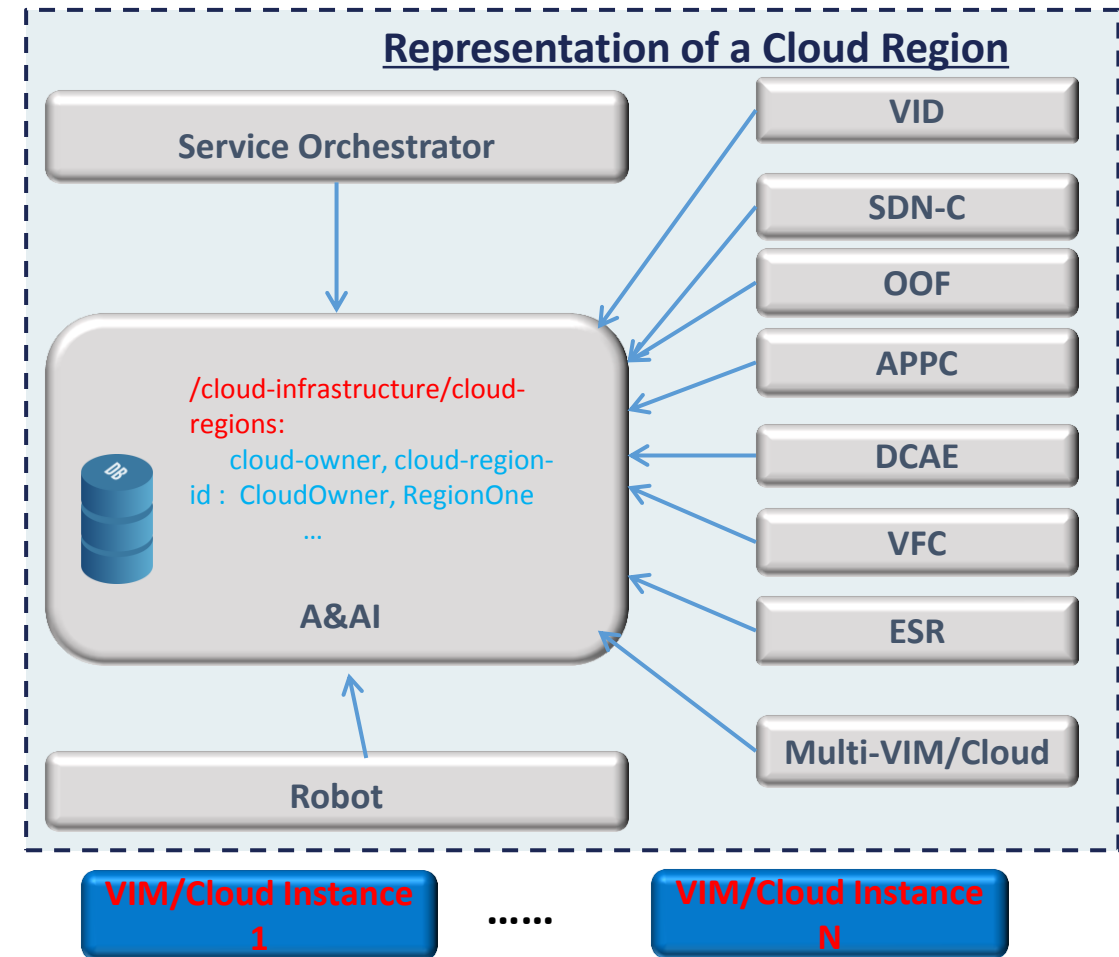 Representation of a Cloud Region
Service Orchestrator
VID
SDN-C
OOF
APPC
DCAE
VFC
ESR
Multi-VIM/Cloud
/cloud-infrastructure/cloud-
regions:
cloud-owner, cloud-region-
id : CloudOwner, RegionOne
...
DB
A&AI
Robot
VIM/Cloud Instance
1
......
VIM/Cloud Instance
N